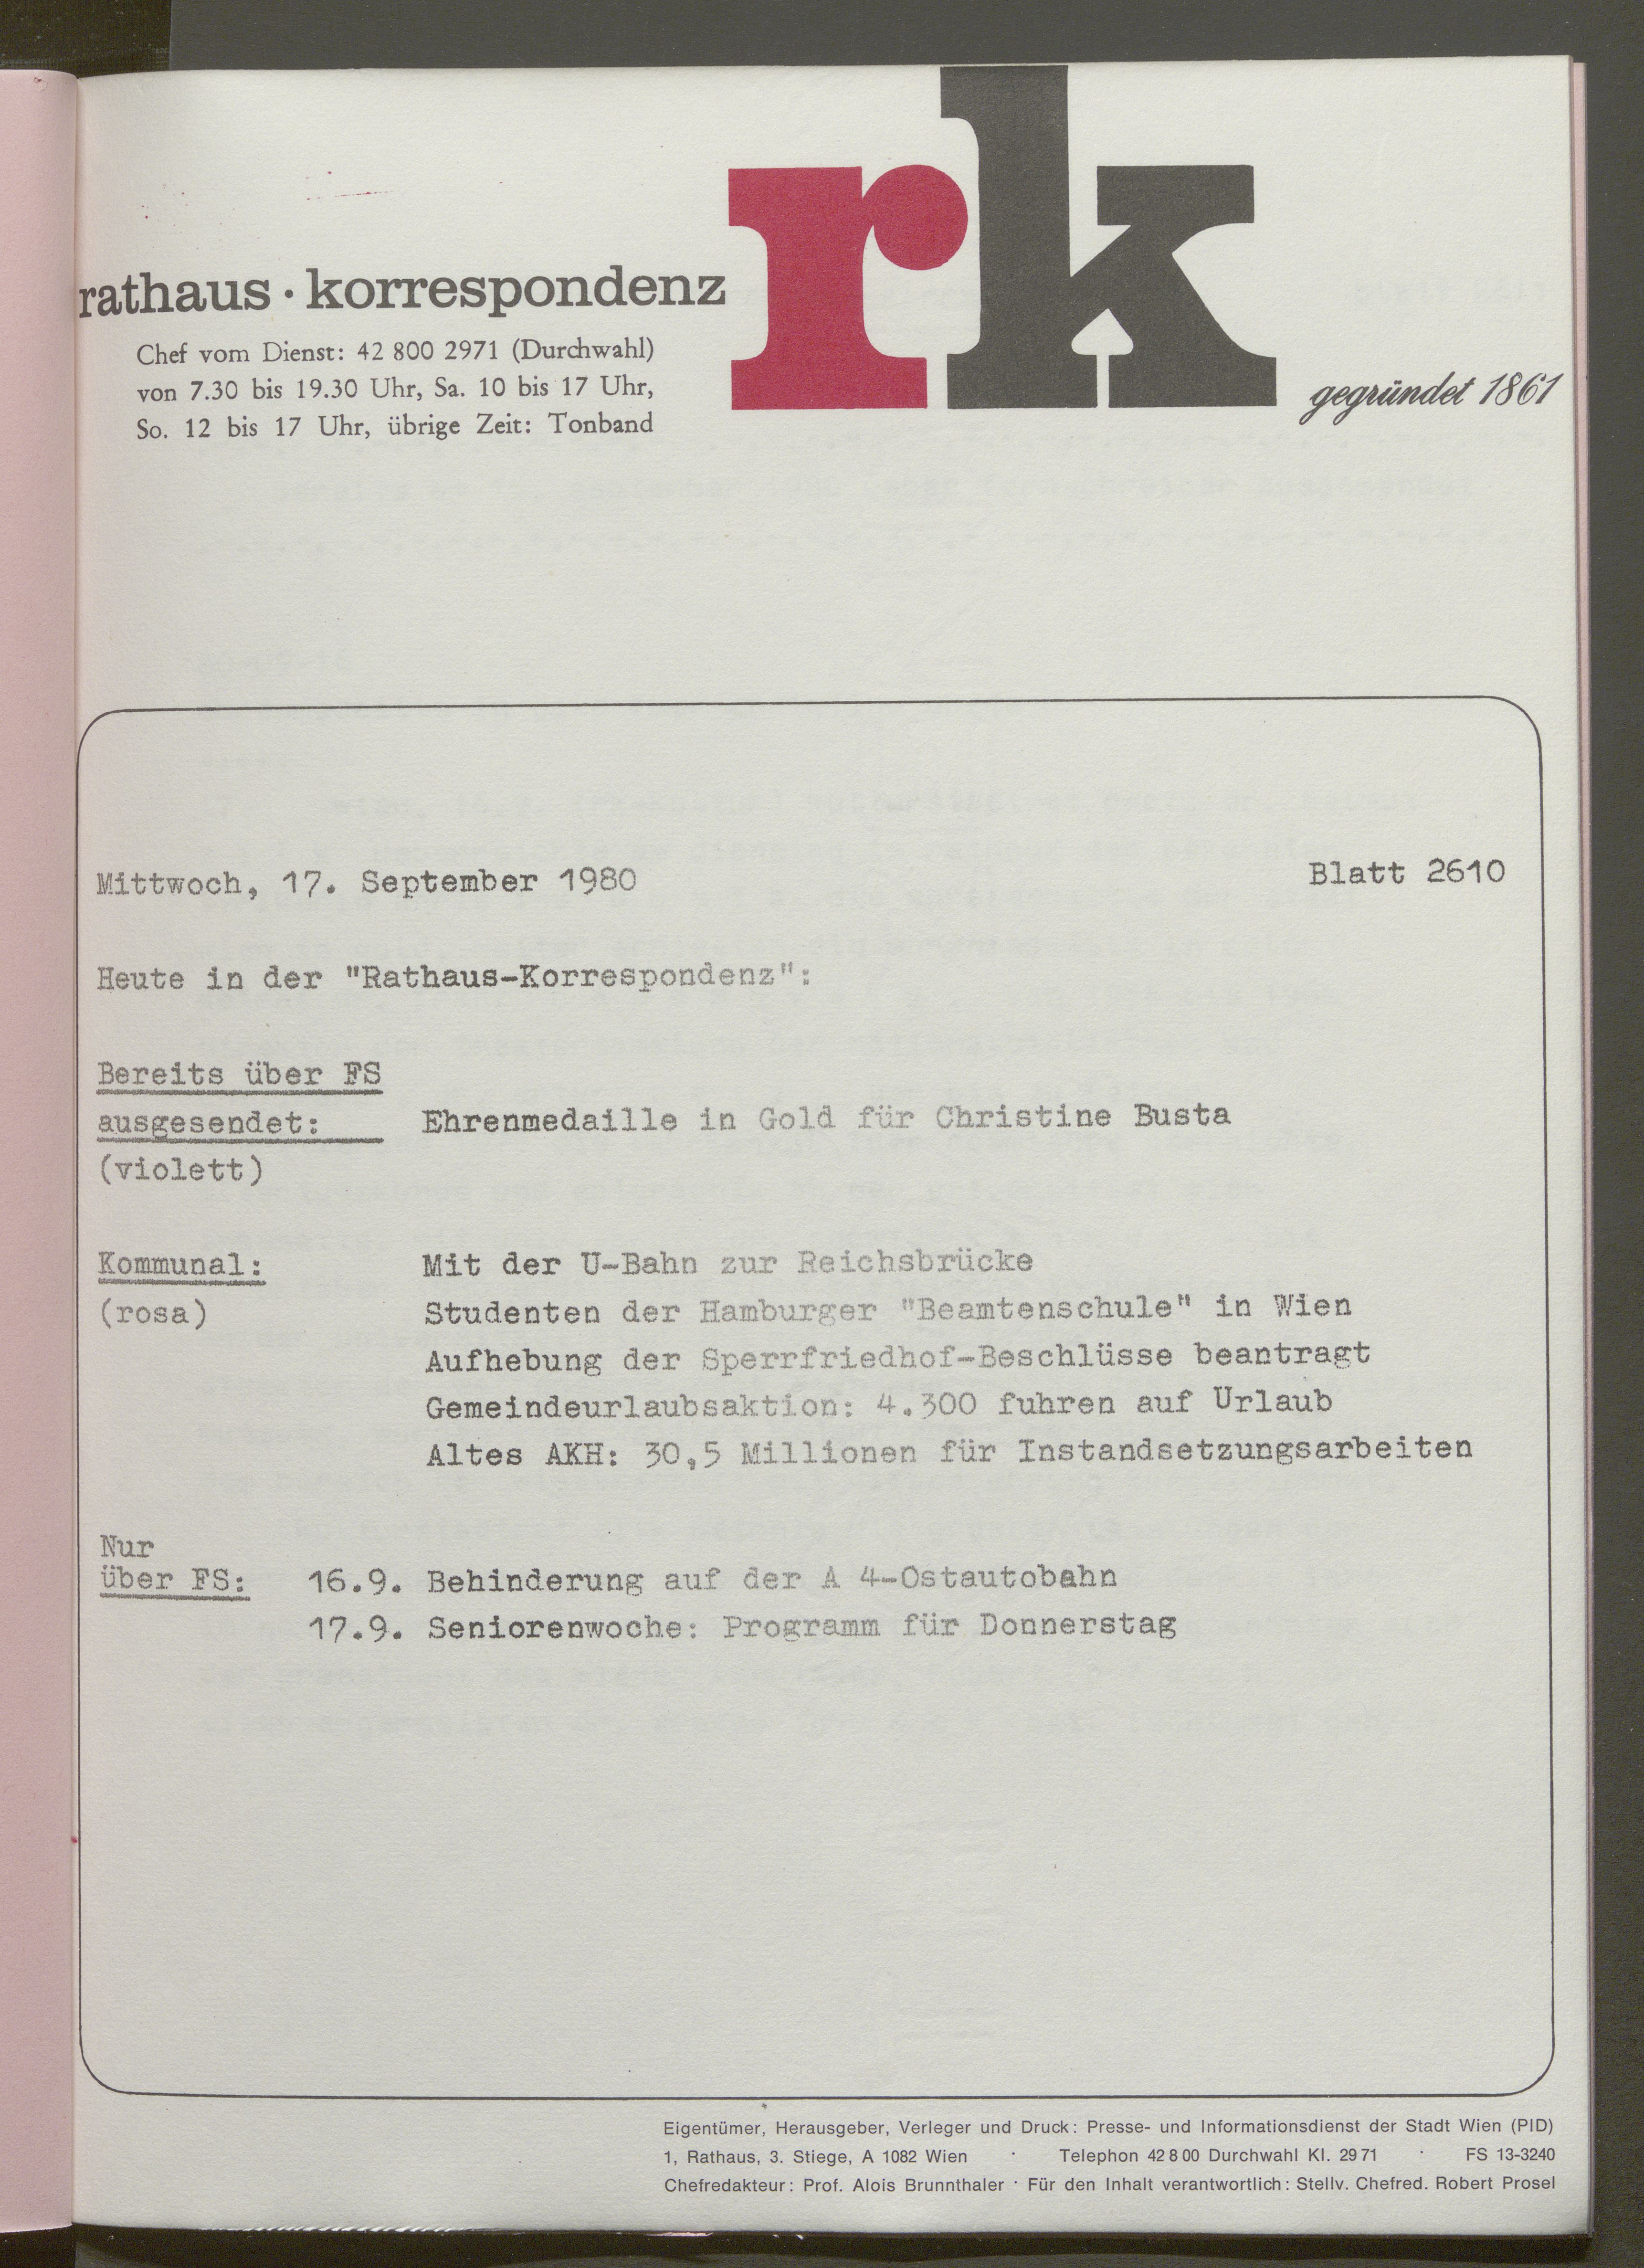 rk
rathaus · korrespondenz
Chef vom Dienst: 42 800 2971 (Durchwahl)
von 7.30 bis 19.30 Uhr, Sa. 10 bis 17 Uhr,
So. 12 bis 17 Uhr, übrige Zeit: Tonband
gegründet 1861
Mittwoch, 17. September 1980 Blatt 2610
Heute in der "Rathaus-Korrespondenz":
Bereits über FS
ausgesendet: Ehrenmedaille in Gold für Christine Busta
(violett)
Kommunal: Mit der U-Bahn zur Reichsbrücke
(rosa) Studenten der Hamburger "Beamtenschule" in Wien
Aufhebung der Sperrfriedhof-Beschlüsse beantragt
Gemeindeurlaubsaktion: 4.300 fuhren auf Urlaub
Altes AKH: 30,5 Millionen für Instandsetzungsarbeiten
Nur
über FS: 16.9. Behinderung auf der A 4-Ostautobahn
17.9. Seniorenwoche: Programm für Donnerstag
Eigentümer, Herausgeber, Verleger und Druck: Presse- und Informationsdienst der Stadt Wien (PID)
1, Rathaus, 3. Stiege, A 1082 Wien · Telephon 42 8 00 Durchwahl Kl. 29 71 · FS 13-3240
Chefredakteur: Prof. Alois Brunnthaler · Für den Inhalt verantwortlich: Stellv. Chefred. Robert Prosel